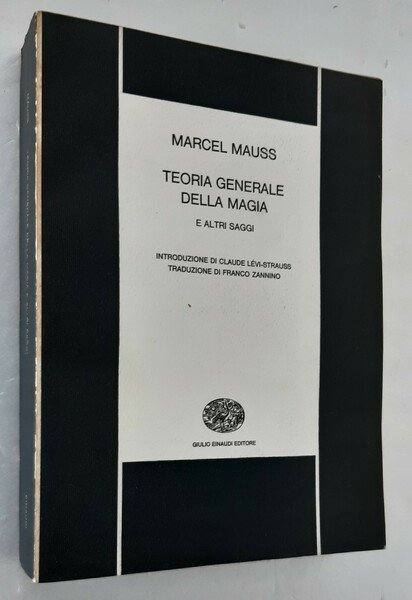 MARCEL MAUSS
TEORIA GENERALE
DELLA MAGIA
E ALTRI SAGGI
INTRODUZIONE DI CLAUDE LÉVI-STRAUSS
TRADUZIONE DI FRANCO ZANNINO
GIULIO EINAUDI EDITORE
EINAUDI